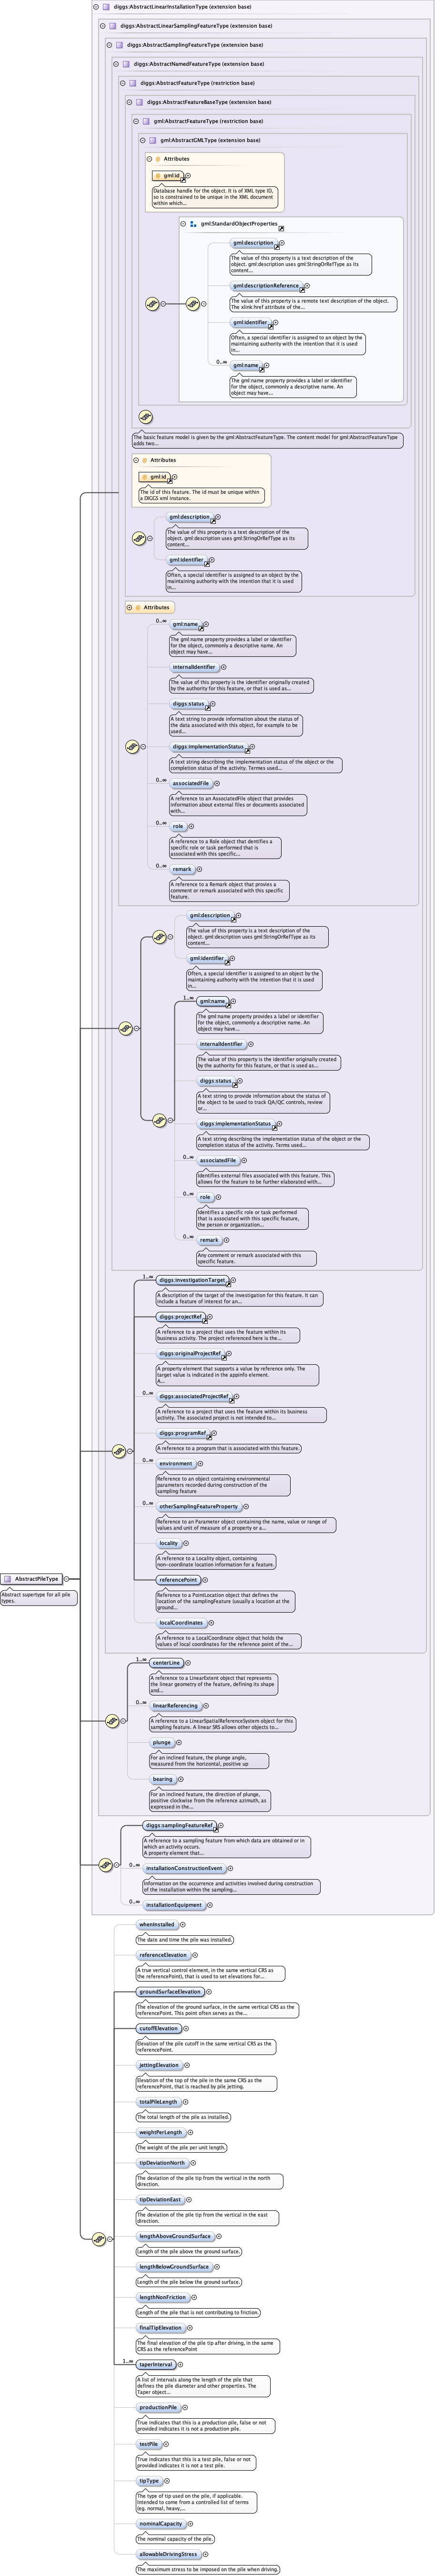 diggs:AbstractLinearInstallationType (extension base)
diggs:AbstractLinearSamplingFeatureType (extension base)
diggs:AbstractSamplingFeatureType (extension base)
diggs:AbstractNamedFeatureType (extension base)
diggs:AbstractFeatureType (restriction base)
diggs:AbstractFeatureBaseType (extension base)
gml:AbstractFeatureType (restriction base)
gml:AbstractGMLType (extension base)
Attributes
gml:id
Database handle for the object. It is of XML type ID,
so is constrained to be unique in the XML document
within which...
gml:StandardObjectProperties
gml:description
The value of this property is a text description of the
object. gml:description uses gml:StringOrRefType as its
content...
gml:descriptionReference
The value of this property is a remote text description of the object.
The xlink:href attribute of the...
gml:identifier
Often, a special identifier is assigned to an object by the
maintaining authority with the intention that it is used
in...
0..∞
gml:name
The gml:name property provides a label or identifier
for the object, commonly a descriptive name. An
object may have...
The basic feature model is given by the gml:AbstractFeatureType. The content model for gml:AbstractFeatureType
adds two...
Attributes
gml:id
The id of this feature. The id must be unique within
a DIGGS xml instance.
gml:description
The value of this property is a text description of the
object. gml:description uses gml:StringOrRefType as its
content...
gml:identifier
Often, a special identifier is assigned to an object by the
maintaining authority with the intention that it is used
in...
Attributes
0..∞
gml:name
The gml:name property provides a label or identifier
for the object, commonly a descriptive name. An
object may have...
internalIdentifier
The value of this property is the identifier originally created
by the authority for this feature, or that is used as...
diggs:status
A text string to provide information about the status of
the data associated with this object, for example to be
used...
diggs:implementationStatus
A text string describing the implementation status of the object or the
completion status of the activity. Termes used...
0..∞
associatedFile
A reference to an AssociatedFile object that provides
information about external files or documents associated
with...
0..∞
role
A reference to a Role object that dentifies a
specific role or task performed that is
associated with this specific...
0..∞
remark
A reference to a Remark object that provies a
comment or remark associated with this specific
feature.
gml:description
The value of this property is a text description of the
object. gml:description uses gml:StringOrRefType as its
content...
gml:identifier
Often, a special identifier is assigned to an object by the
maintaining authority with the intention that it is used
in...
1..∞
gml:name
The gml:name property provides a label or identifier
for the object, commonly a descriptive name. An
object may have...
internalIdentifier
The value of this property is the identifier originally created
by the authority for this feature, or that is used as...
diggs:status
A text string to provide information about the status of
the object to be used to track QA/QC controls, review
or...
diggs:implementationStatus
A text string describing the implementation status of the object or the
completion status of the activity. Terms used...
0..∞
associatedFile
Identifies external files associated with this feature. This
allows for the feature to be further elaborated with...
0..∞
role
Identifies a specific role or task performed
that is associated with this specific feature,
the person or organization...
0..∞
remark
Any comment or remark associated with this
specific feature.
1..∞
diggs:investigationTarget
A description of the target of the investigation for this feature. It can
include a feature of interest for an...
diggs:projectRef
A reference to a project that uses the feature within its
business activity. The project referenced here is the...
diggs:originalProjectRef
A property element that supports a value by reference only. The
target value is indicated in the appinfo element.
A...
0..∞
diggs:associatedProjectRef
A reference to a project that uses the feature within its business
activity. The associated project is not intended to...
diggs:programRef
A reference to a program that is associated with this feature.
0..∞
environment
Reference to an object containing environmental
parameters recorded during construction of the
sampling feature
0..∞
otherSamplingFeatureProperty
Reference to an Parameter object containing the name, value or range of
values and unit of measure of a property or a...
locality
A reference to a Locality object, containing
non-coordinate location information for a feature.
referencePoint
Reference to a PointLocation object that defines the
location of the samplingFeature (usually a location at the
ground...
localCoordinates
A reference to a LocalCoordinate object that holds the
values of local coordinates for the reference point of the...
AbstractPileType
Abstract supertype for all pile
types.
1..∞
centerLine
A reference to a LinearExtent object that represents
the linear geometry of the feature, defining its shape
and...
0..∞
linearReferencing
A reference to a LinearSpatialReferenceSystem object for this
sampling feature. A linear SRS allows other objects to...
plunge
For an inclined feature, the plunge angle,
measured from the horizontal, positive up
bearing
For an inclined feature, the direction of plunge,
positive clockwise from the reference azimuth, as
expressed in the...
diggs:samplingFeatureRef
A reference to a sampling feature from which data are obtained or in
which an activity occurs.
A property element that...
0..∞
installationConstructionEvent
Information on the occurrence and activities involved during construction
of the installation within the sampling...
0..∞
installationEquipment
whenInstalled
The date and time the pile was installed.
referenceElevation
A true vertical control element, in the same vertical CRS as
the referencePoint), that is used to set elevations for...
groundSurfaceElevation
The elevation of the ground surface, in the same vertical CRS as the
referencePoint. This point often serves as the...
cutoffElevation
Elevation of the pile cutoff in the same vertical CRS as the
referencePoint.
jettingElevation
Elevation of the top of the pile in the same CRS as the
referencePoint, that is reached by pile jetting.
totalPileLength
The total length of the pile as installed.
weightPerLength
The weight of the pile per unit length.
tipDeviationNorth
The deviation of the pile tip from the vertical in the north
direction.
tipDeviationEast
The deviation of the pile tip from the vertical in the east
direction.
lengthAboveGroundSurface
Length of the pile above the ground surface.
lengthBelowGroundSurface
Length of the pile below the ground surface.
lengthNonFriction
Length of the pile that is not contributing to friction.
finalTipElevation
The final elevation of the pile tip after driving, in the same
CRS as the referencePoint
1..∞
taperInterval
A list of intervals along the length of the pile that
defines the pile diameter and other properties. The
Taper object...
productionPile
True indicates that this is a production pile, false or not
provided indicates it is not a production pile.
testPile
True indicates that this is a test pile, false or not
provided indicates it is not a test pile.
tipType
The type of tip used on the pile, if applicable.
Intended to come from a controlled list of terms
(eg. normal, heavy,...
nominalCapacity
The nominal capacity of the pile.
allowableDrivingStress
The maximum stress to be imposed on the pile when driving.